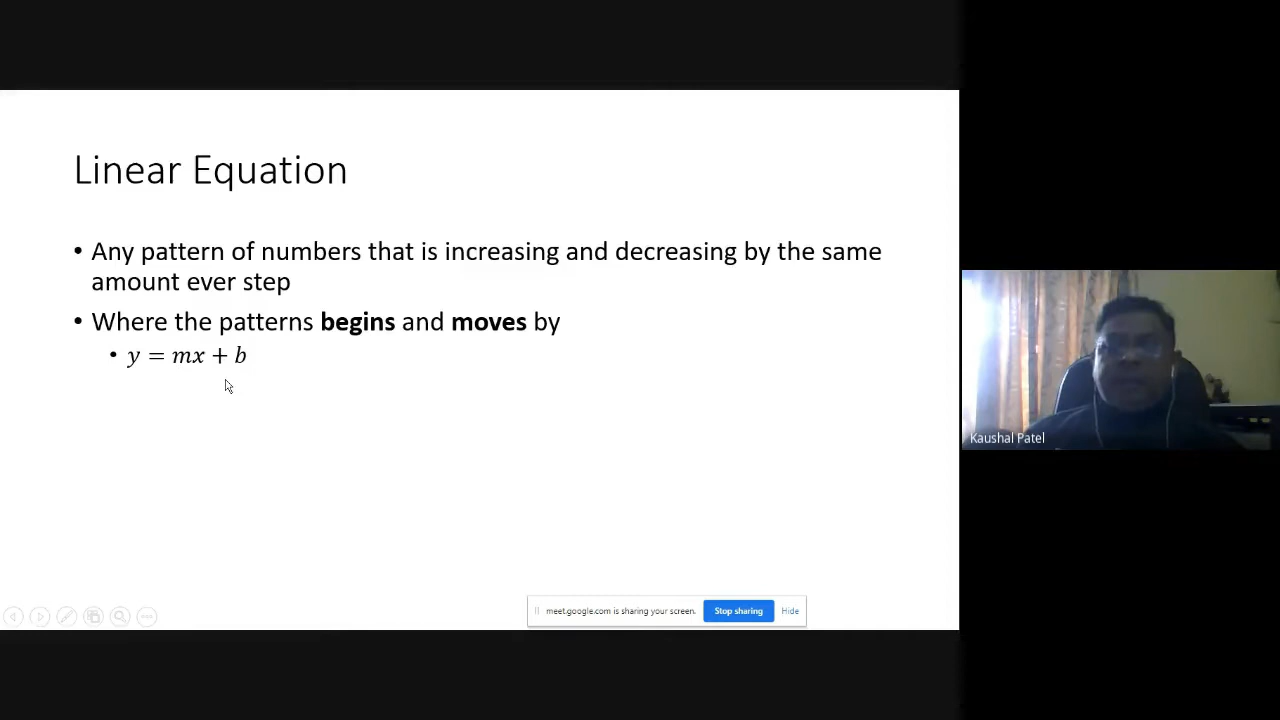 Linear Equation
• Any pattern of numbers that is increasing and decreasing by the same
amount ever step
• Where the patterns begins and moves by
• y = mx + b
Kaushal Patel
meet.google.com is sharing your screen. Stop sharing Hide